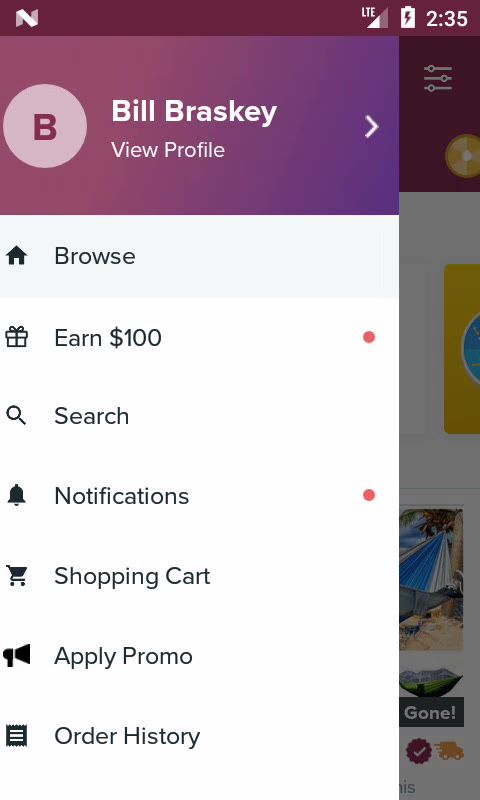 LTE 2:35
B
Bill Braskey
View Profile
Browse
Earn $100
Search
Notifications
Shopping Cart
Apply Promo
Gone!
Order History